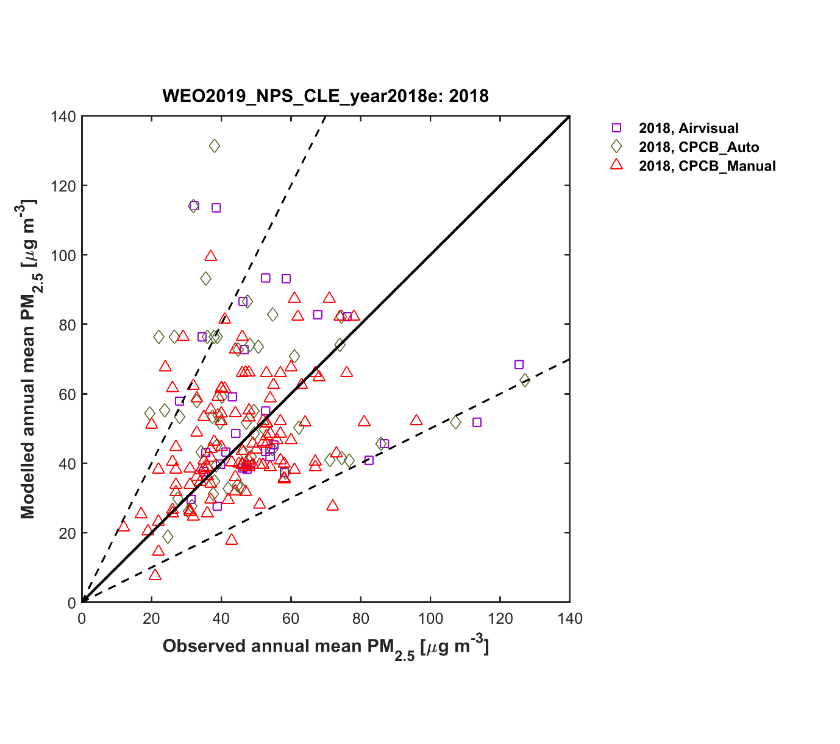 WEO2019_NPS_CLE_year2018e: 2018
2018, Airvisual
2018, CPCB_Auto
2018, CPCB_Manual
Modelled annual mean PM2.5 [μg m-3]
140
120
100
80
60
40
20
0
0 20 40 60 80 100 120 140
Observed annual mean PM2.5 [μg m-3]